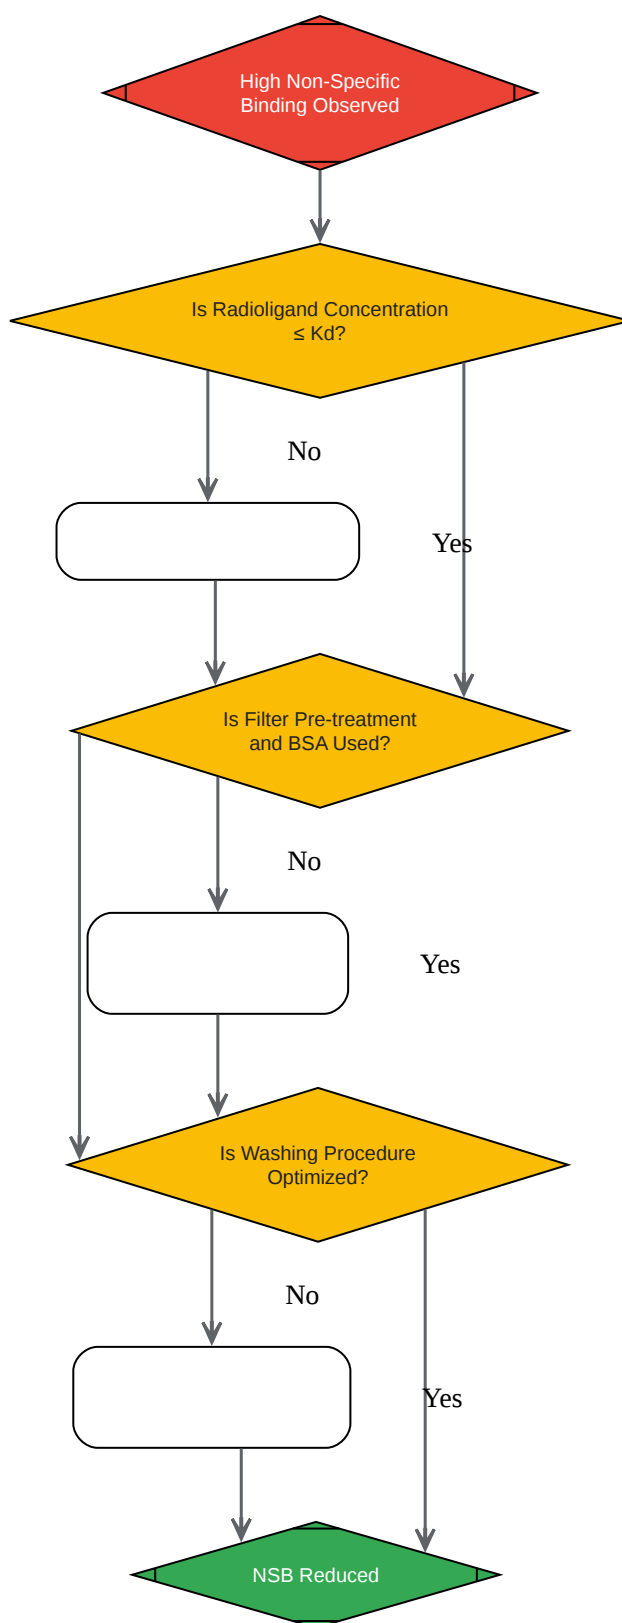 High Non-Specific
Binding Observed
Is Radioligand Concentration
≤ Kd?
No
Yes
Is Filter Pre-treatment
and BSA Used?
No
Yes
Is Washing Procedure
Optimized?
No
Yes
NSB Reduced